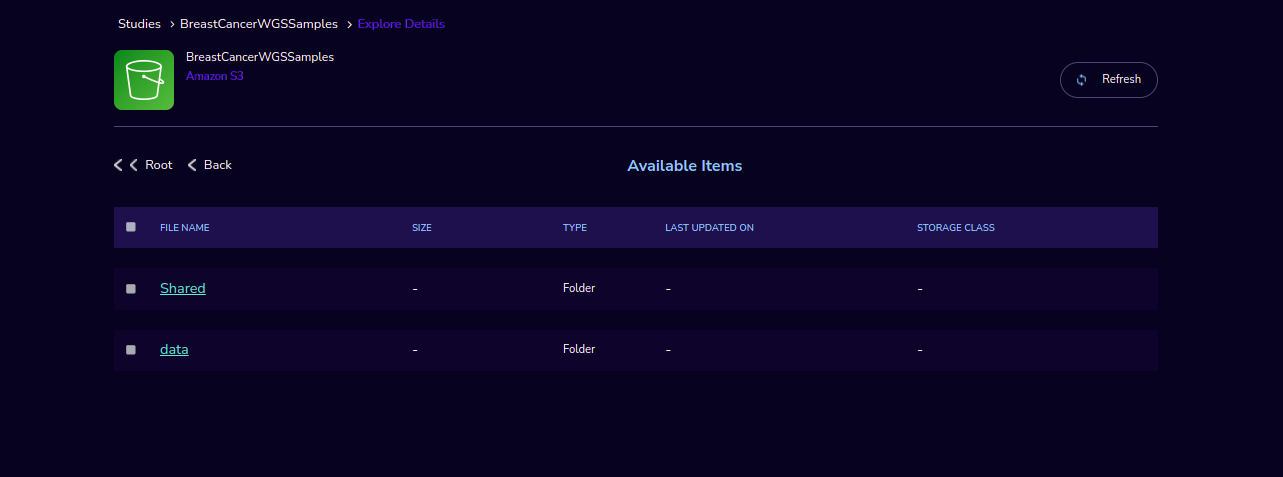 Studies > BreastCancerWGSSamples > Explore Details
BreastCancerWGSSamples
Amazon S3
Refresh
Root Back
Available Items
FILE NAME SIZE TYPE LAST UPDATED ON STORAGE CLASS
Shared - Folder - -
data - Folder - -